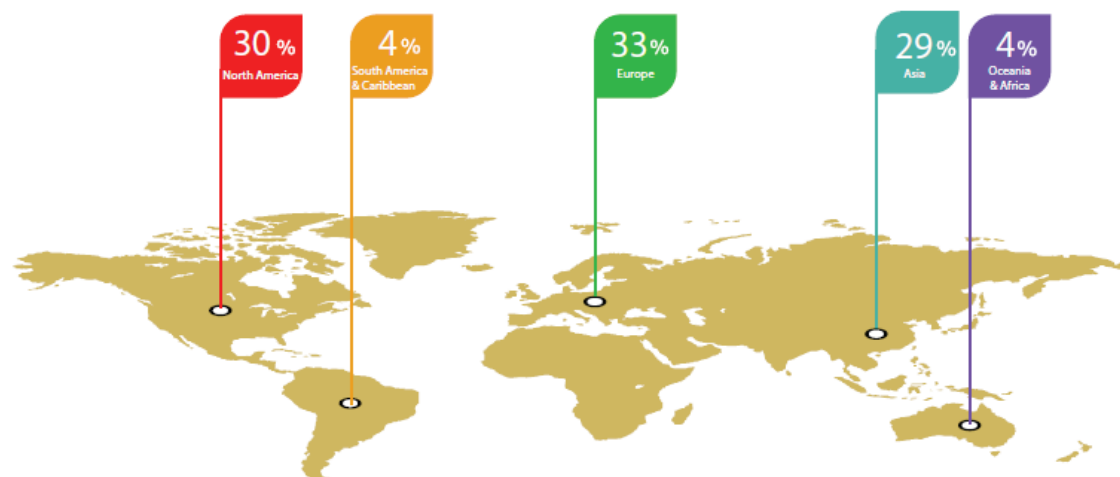 30 %
North America
4 %
South America
& Caribbean
33 %
Europe
29 %
Asia
4 %
Oceania
& Africa